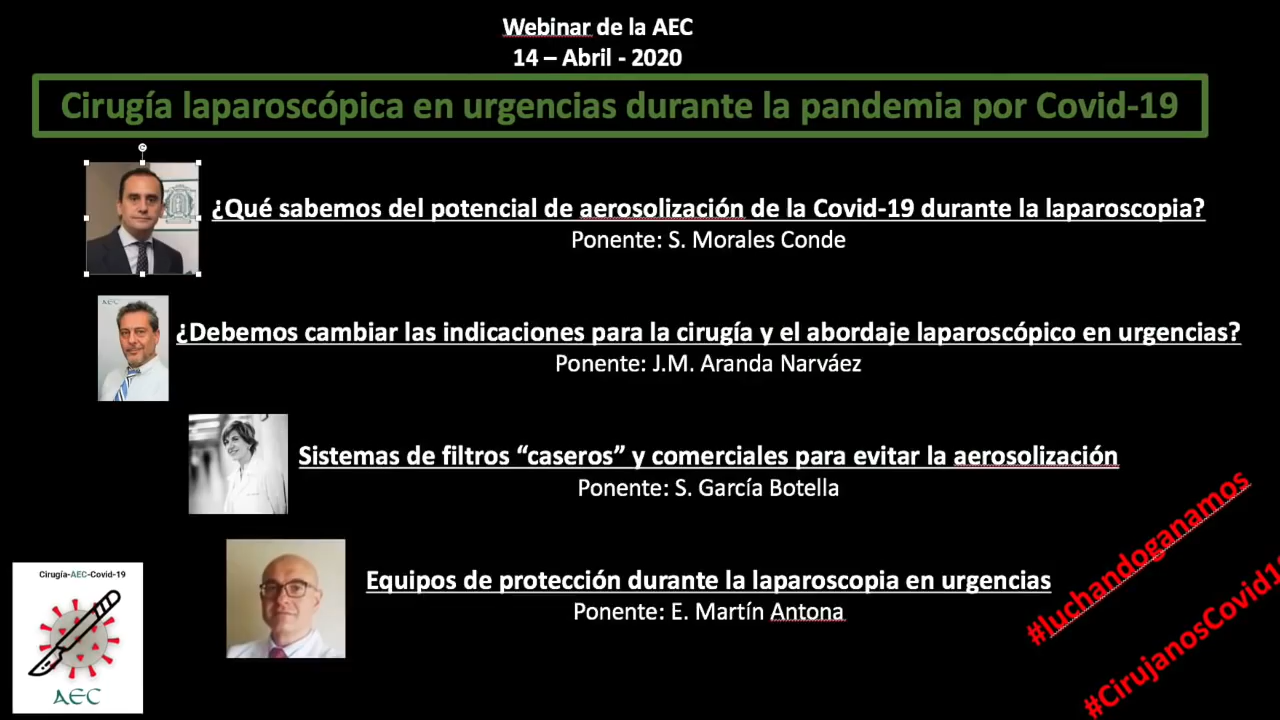 Webinar de la AEC
14 – Abril - 2020
Cirugía laparoscópica en urgencias durante la pandemia por Covid-19
¿Qué sabemos del potencial de aerosolización de la Covid-19 durante la laparoscopia?
Ponente: S. Morales Conde
AEC
¿Debemos cambiar las indicaciones para la cirugía y el abordaje laparoscópico en urgencias?
Ponente: J.M. Aranda Narváez
Sistemas de filtros “caseros” y comerciales para evitar la aerosolización
Ponente: S. García Botella
Equipos de protección durante la laparoscopia en urgencias
Ponente: E. Martín Antona
Cirugía-AEC-Covid-19
AEC
#luchandoganamos
#CirujanosCovid1